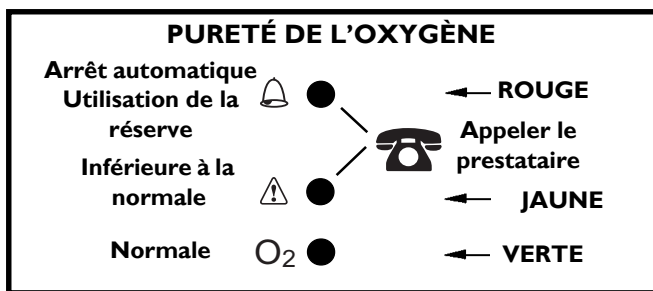 PURETÉ DE L'OXYGÈNE
Arrêt automatique
Utilisation de la
réserve
ROUGE
Appeler le
prestataire
Inférieure à la
normale
JAUNE
Normale
O2
VERTE